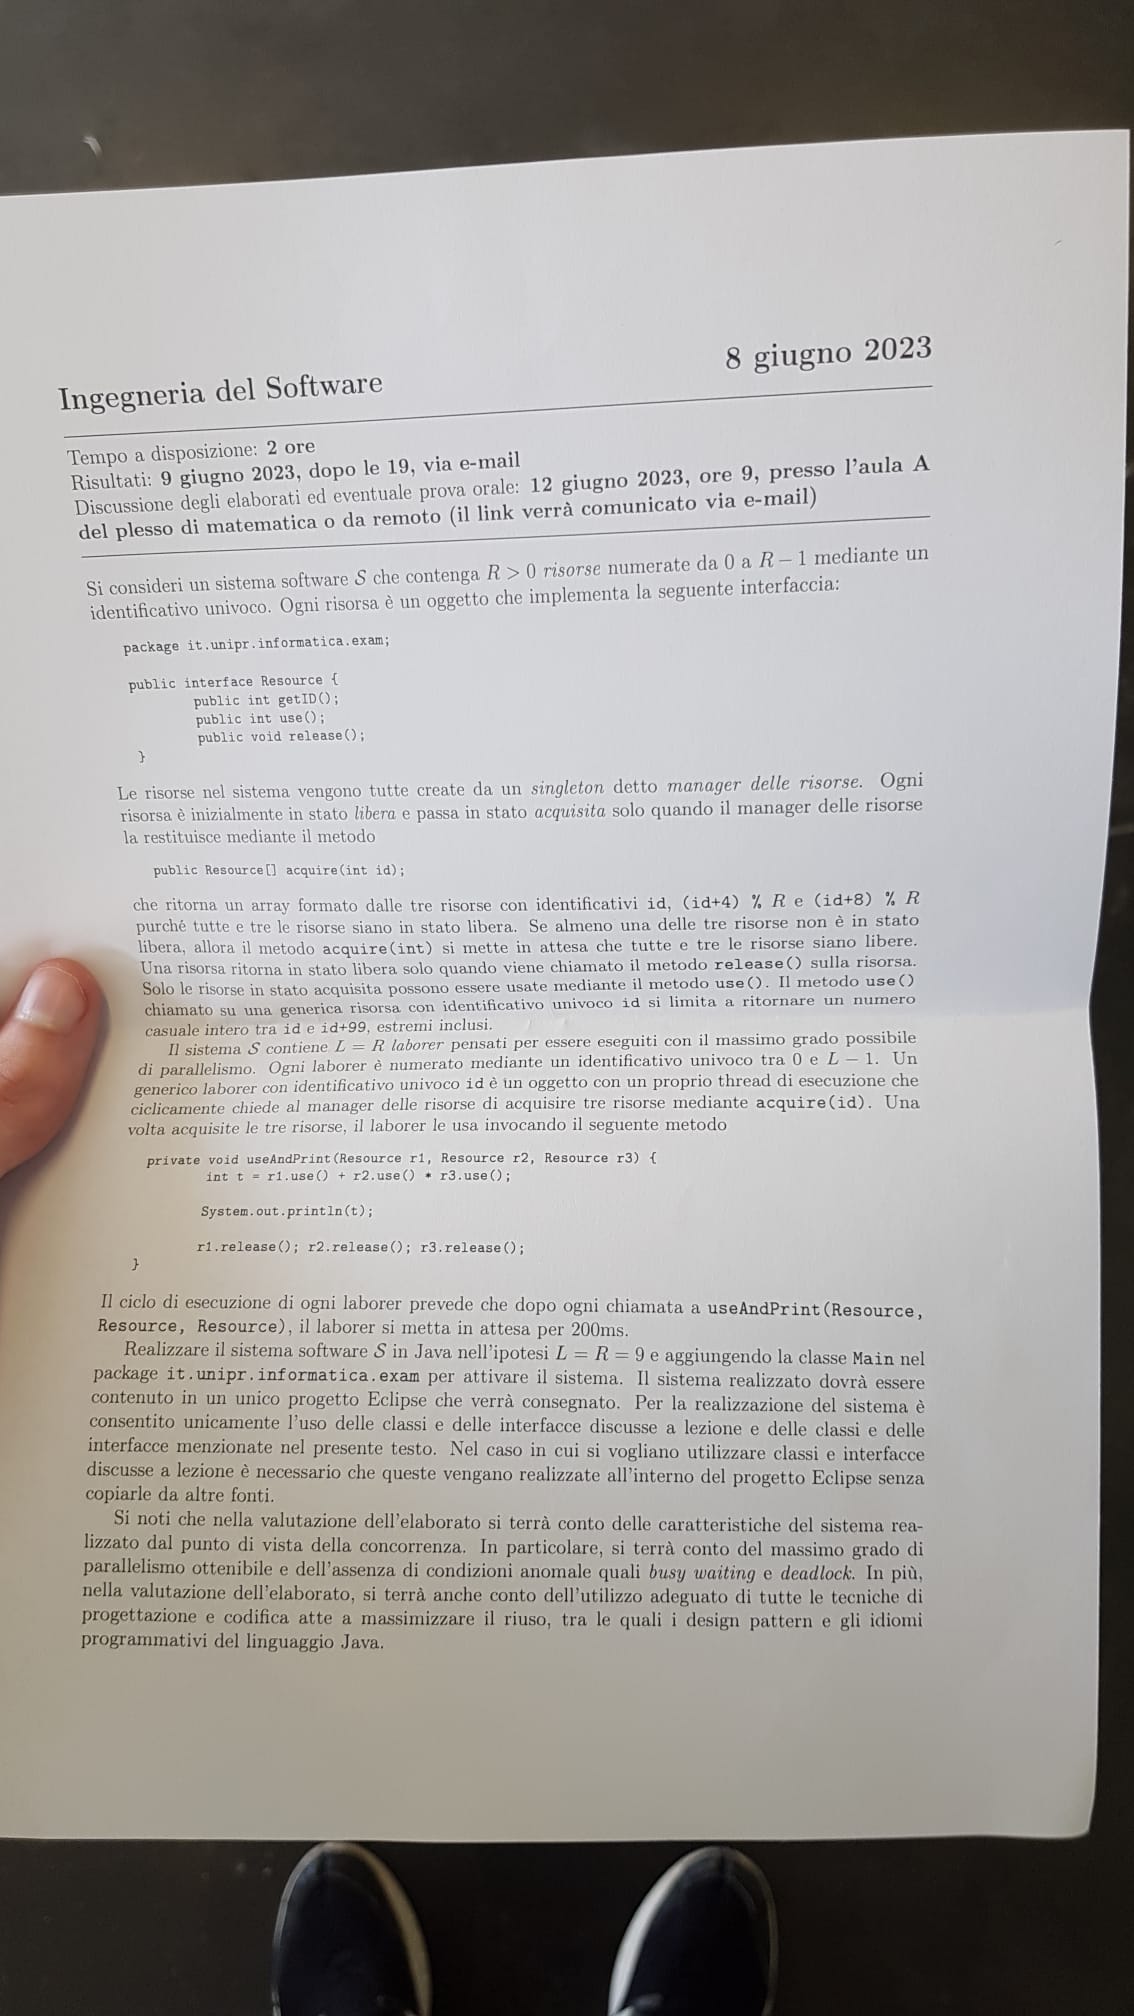 Ingegneria del Software
8 giugno 2023
Tempo a disposizione: 2 ore
Risultati: 9 giugno 2023, dopo le 19, via e-mail
Discussione degli elaborati ed eventuale prova orale: 12 giugno 2023, ore 9, presso l'aula A
del plesso di matematica o da remoto (il link verrà comunicato via e-mail)
Si consideri un sistema software S che contenga R > 0 risorse numerate da 0 a R − 1 mediante un
identificativo univoco. Ogni risorsa è un oggetto che implementa la seguente interfaccia:
package it.unipr.informatica.exam;
public interface Resource {
public int getID();
public int use();
public void release();
}
Le risorse nel sistema vengono tutte create da un singleton detto manager delle risorse. Ogni
risorsa è inizialmente in stato libera e passa in stato acquisita solo quando il manager delle risorse
la restituisce mediante il metodo
public Resource[] acquire(int id);
che ritorna un array formato dalle tre risorse con identificativi id, (id+4) % R e (id+8) % R
purché tutte e tre le risorse siano in stato libera. Se almeno una delle tre risorse non è in stato
libera, allora il metodo acquire(int) si mette in attesa che tutte e tre le risorse siano libere.
Una risorsa ritorna in stato libera solo quando viene chiamato il metodo release() sulla risorsa.
Solo le risorse in stato acquisita possono essere usate mediante il metodo use(). Il metodo use()
chiamato su una generica risorsa con identificativo univoco id si limita a ritornare un numero
casuale intero tra id e id+99, estremi inclusi.
Il sistema S contiene L = R laborer pensati per essere eseguiti con il massimo grado possibile
di parallelismo. Ogni laborer è numerato mediante un identificativo univoco tra 0 e L − 1. Un
generico laborer con identificativo univoco id è un oggetto con un proprio thread di esecuzione che
ciclicamente chiede al manager delle risorse di acquisire tre risorse mediante acquire(id). Una
volta acquisite le tre risorse, il laborer le usa invocando il seguente metodo
private void useAndPrint(Resource r1, Resource r2, Resource r3) {
int t = r1.use() + r2.use() * r3.use();
System.out.println(t);
r1.release(); r2.release(); r3.release();
}
Il ciclo di esecuzione di ogni laborer prevede che dopo ogni chiamata a useAndPrint(Resource,
Resource, Resource), il laborer si metta in attesa per 200ms.
Realizzare il sistema software S in Java nell'ipotesi L = R = 9 e aggiungendo la classe Main nel
package it.unipr.informatica.exam per attivare il sistema. Il sistema realizzato dovrà essere
contenuto in un unico progetto Eclipse che verrà consegnato. Per la realizzazione del sistema è
consentito unicamente l'uso delle classi e delle interfacce discusse a lezione e delle classi e delle
interfacce menzionate nel presente testo. Nel caso in cui si vogliano utilizzare classi e interfacce
discusse a lezione è necessario che queste vengano realizzate all'interno del progetto Eclipse senza
copiarle da altre fonti.
Si noti che nella valutazione dell'elaborato si terrà conto delle caratteristiche del sistema rea-
lizzato dal punto di vista della concorrenza. In particolare, si terrà conto del massimo grado di
parallelismo ottenibile e dell'assenza di condizioni anomale quali busy waiting e deadlock. In più,
nella valutazione dell'elaborato, si terrà anche conto dell'utilizzo adeguato di tutte le tecniche di
progettazione e codifica atte a massimizzare il riuso, tra le quali i design pattern e gli idiomi
programmativi del linguaggio Java.